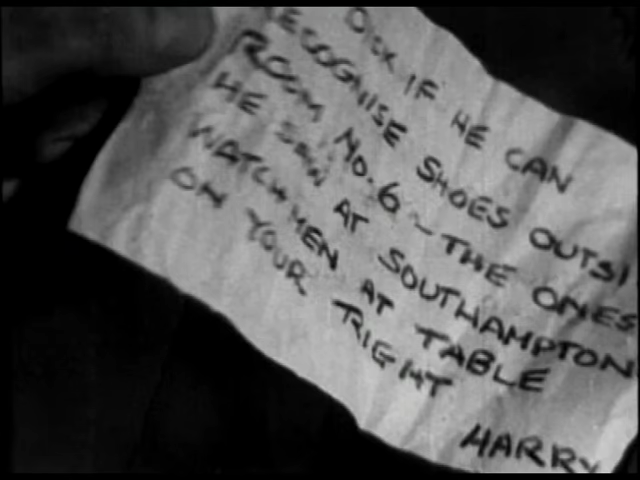 DICK IF HE CAN
RECOGNISE SHOES OUTSI
ROOM NO. 6 - THE ONES
HE SAW AT SOUTHAMPTON
WATCH MEN AT TABLE
ON YOUR RIGHT
HARRY